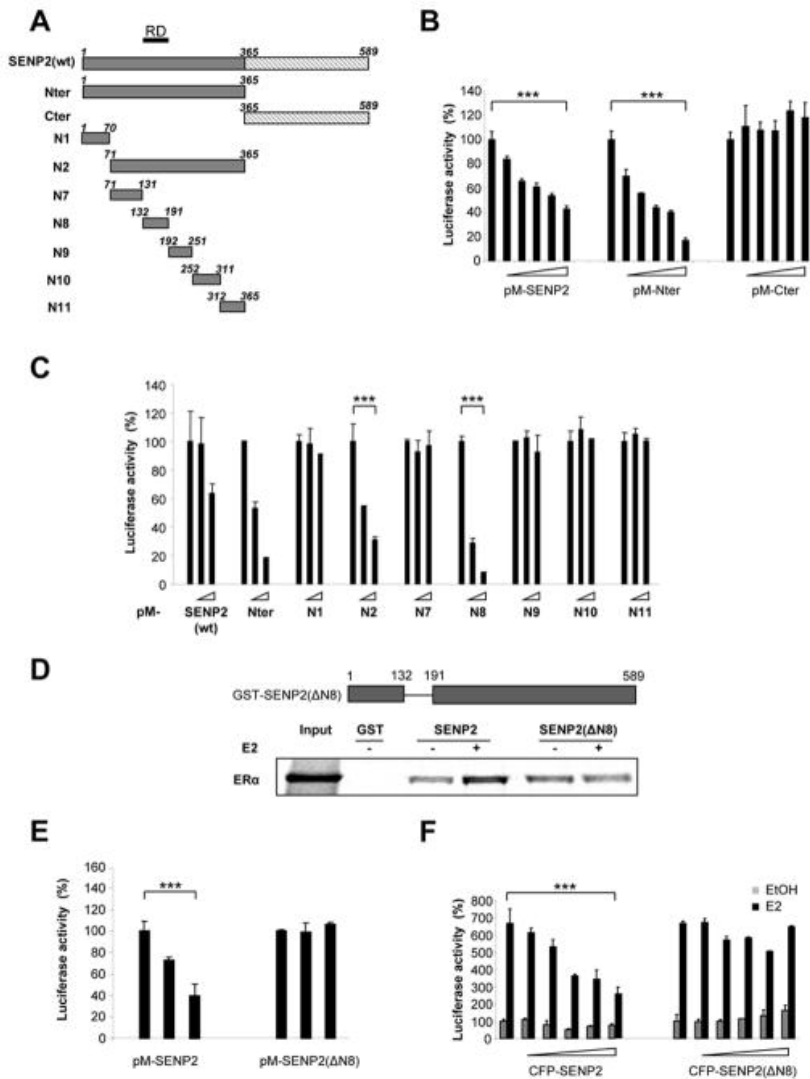 A
RD
1 365 589
SENP2(wt)
1 365
Nter
365 589
Cter
1 70
N1
71 365
N2
71 131
N7
132 191
N8
192 251
N9
252 311
N10
312 365
N11
B
Luciferase activity (%)
140
120
100
80
60
40
20
0
***
***
pM-SENP2
pM-Nter
pM-Cter
C
Luciferase activity (%)
140
120
100
80
60
40
20
0
***
***
pM- SENP2 (wt) Nter N1 N2 N7 N8 N9 N10 N11
D
1 132 191 589
GST-SENP2(ΔN8)
Input GST SENP2 SENP2(ΔN8)
E2 - - + - +
ERα
E
Luciferase activity (%)
160
140
120
100
80
60
40
20
0
***
pM-SENP2
pM-SENP2(ΔN8)
F
Luciferase activity (%)
800
700
600
500
400
300
200
100
0
***
EtOH
E2
CFP-SENP2
CFP-SENP2(ΔN8)